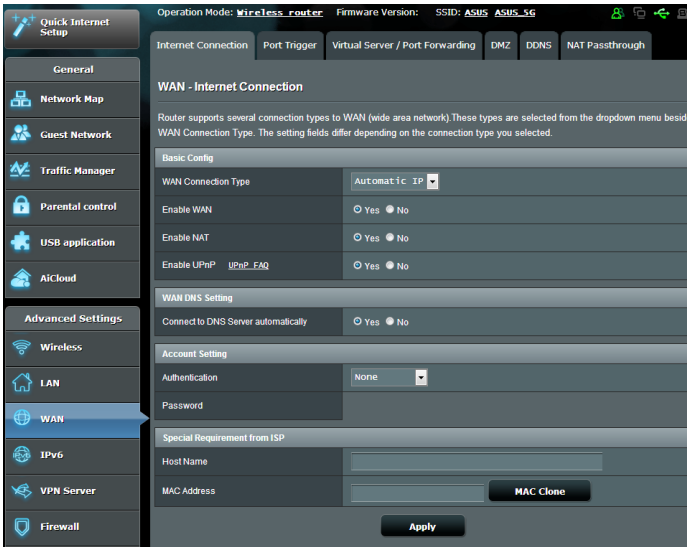 Quick Internet
Setup
General
Network Map
Guest Network
Traffic Manager
Parental control
USB application
AiCloud
Advanced Settings
Wireless
LAN
WAN
IPv6
VPN Server
Firewall
Operation Mode: Wireless router Firmware Version: SSID: ASUS ASUS_5G
Internet Connection Port Trigger Virtual Server / Port Forwarding DMZ DDNS NAT Passthrough
WAN - Internet Connection
Router supports several connection types to WAN (wide area network).These types are selected from the dropdown menu besid
WAN Connection Type. The setting fields differ depending on the connection type you selected.
Basic Config
WAN Connection Type Automatic IP
Enable WAN Yes No
Enable NAT Yes No
Enable UPnP UPnP FAQ Yes No
WAN DNS Setting
Connect to DNS Server automatically Yes No
Account Setting
Authentication None
Password
Special Requirement from ISP
Host Name
MAC Address MAC Clone
Apply